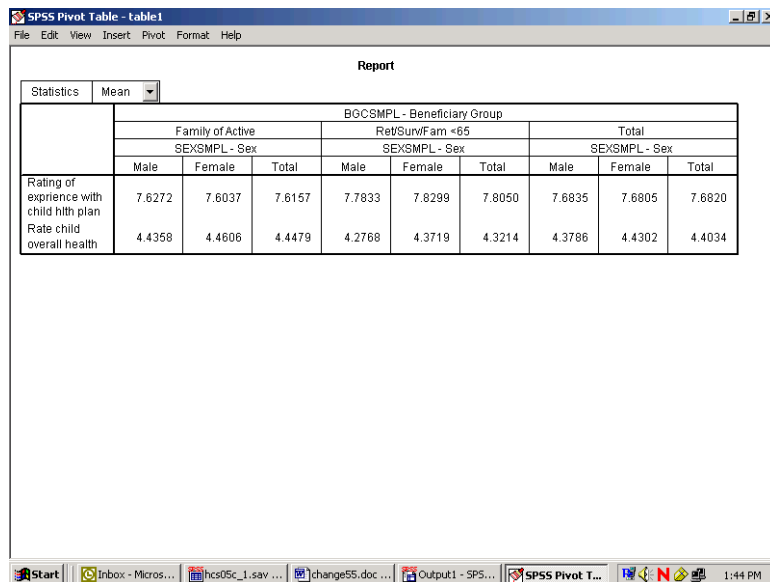 SPSS Pivot Table - table1
File Edit View Insert Pivot Format Help
Report
Statistics Mean
BGCSMPL - Beneficiary Group
Family of Active Ret/Surv/Fam <65 Total
SEXSMPL - Sex SEXSMPL - Sex SEXSMPL - Sex
Male Female Total Male Female Total Male Female Total
Rating of
exprience with
child hlth plan
7.6272 7.6037 7.6157 7.7833 7.8299 7.8050 7.6835 7.6805 7.6820
Rate child
overall health
4.4358 4.4606 4.4479 4.2768 4.3719 4.3214 4.3786 4.4302 4.4034
Start Inbox - Micros... hcs05c_1.sav ... change55.doc ... Output1 - SPS... SPSS Pivot T... 1:44 PM